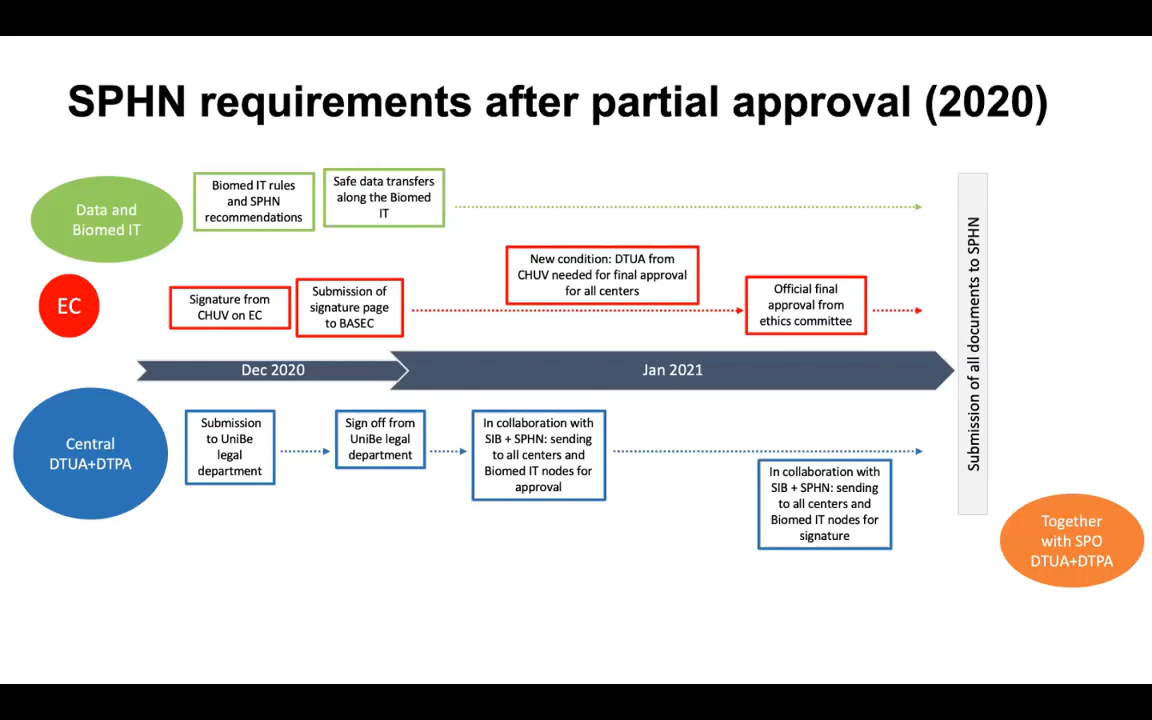 SPHN requirements after partial approval (2020)
Data and
Biomed IT
Biomed IT rules
and SPHN
recommendations
Safe data transfers
along the Biomed
IT
EC
Signature from
CHUV on EC
Submission of
signature page
to BASEC
New condition: DTUA from
CHUV needed for final approval
for all centers
Official final
approval from
ethics committee
Dec 2020
Jan 2021
Central
DTUA+DTPA
Submission
to UniBe
legal
department
Sign off from
UniBe legal
department
In collaboration with
SIB + SPHN: sending
to all centers and
Biomed IT nodes for
approval
In collaboration with
SIB + SPHN: sending
to all centers and
Biomed IT nodes for
signature
Submission of all documents to SPHN
Together
with SPO
DTUA+DTPA